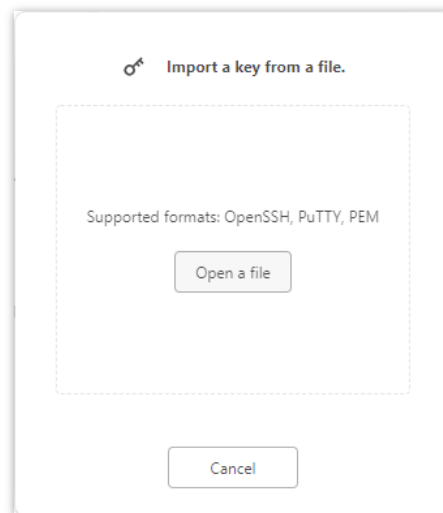 Import a key from a file.
Supported formats: OpenSSH, PuTTY, PEM
Open a file
Cancel